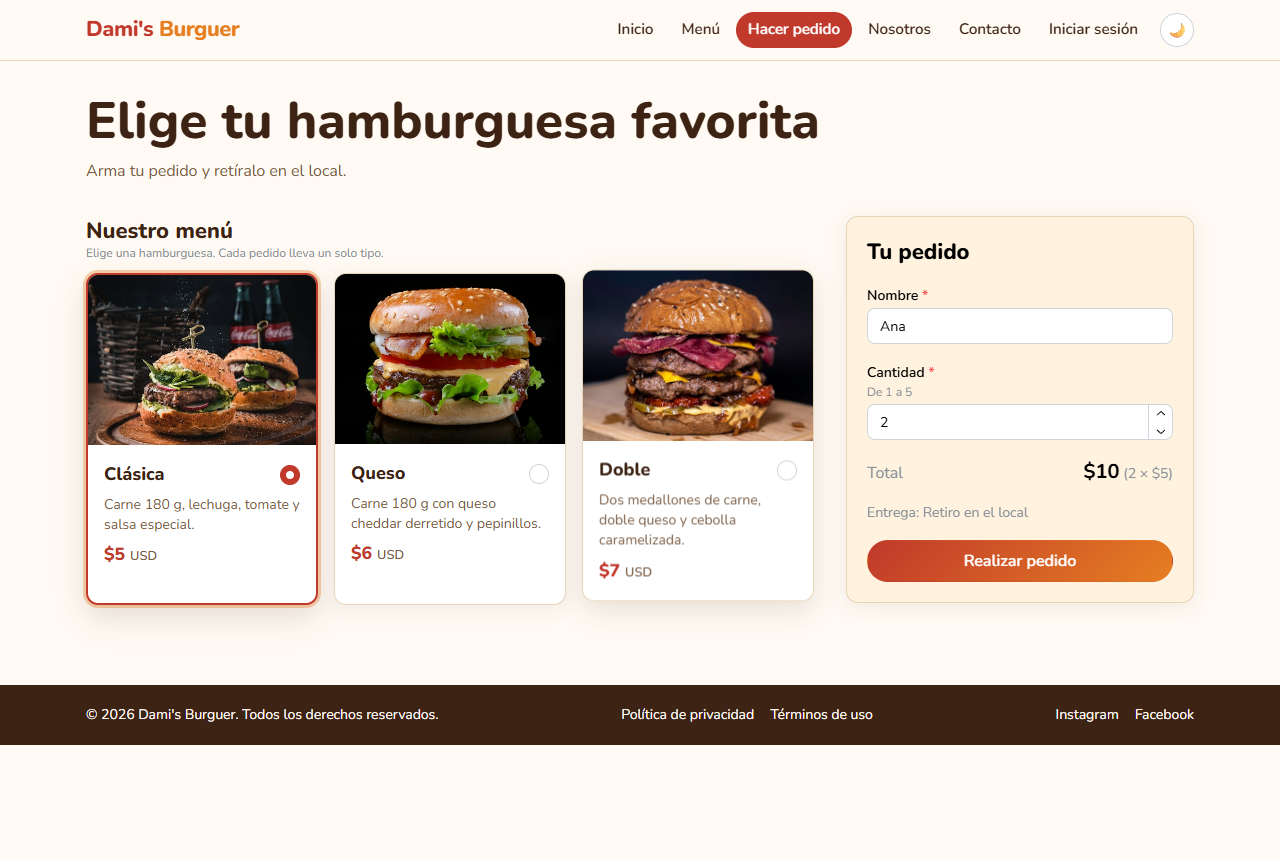 Dami's Burguer
Inicio
Menú
Hacer pedido
Nosotros
Contacto
Iniciar sesión
Elige tu hamburguesa favorita
Arma tu pedido y retíralo en el local.
Nuestro menú
Elige una hamburguesa. Cada pedido lleva un solo tipo.
Clásica
Carne 180 g, lechuga, tomate y
salsa especial.
$5 USD
Queso
Carne 180 g con queso
cheddar derretido y pepinillos.
$6 USD
Doble
Dos medallones de carne,
doble queso y cebolla
caramelizada.
$7 USD
Tu pedido
Nombre *
Ana
Cantidad *
De 1 a 5
2
Total
$10 (2 × $5)
Entrega: Retiro en el local
Realizar pedido
© 2026 Dami's Burguer. Todos los derechos reservados.
Política de privacidad
Términos de uso
Instagram
Facebook